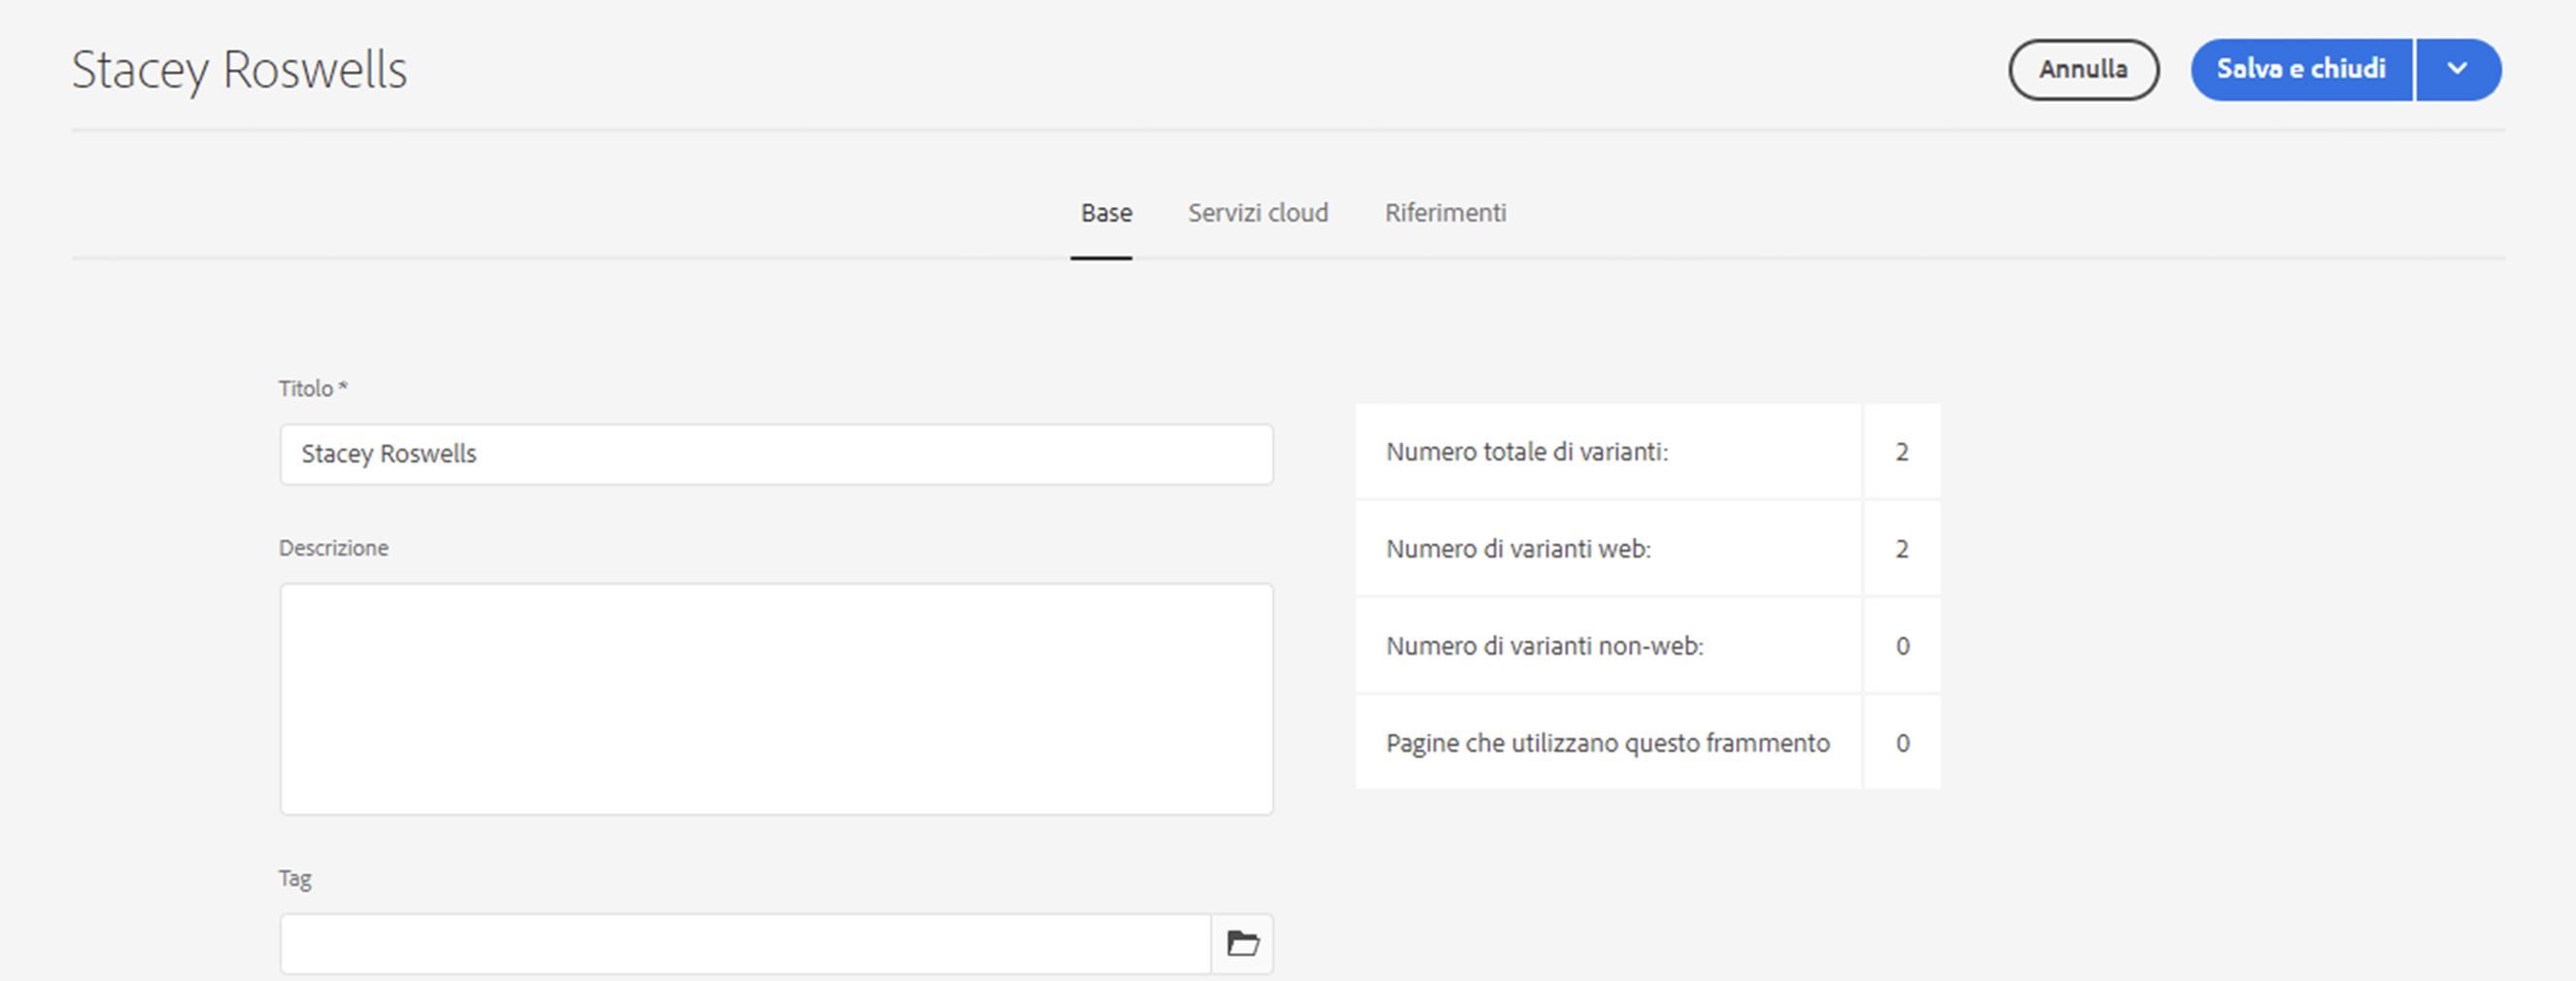 Stacey Roswells
Annulla
Salva e chiudi
Base
Servizi cloud
Riferimenti
Titolo *
Stacey Roswells
Descrizione
Tag
Numero totale di varianti: 2
Numero di varianti web: 2
Numero di varianti non-web: 0
Pagine che utilizzano questo frammento 0